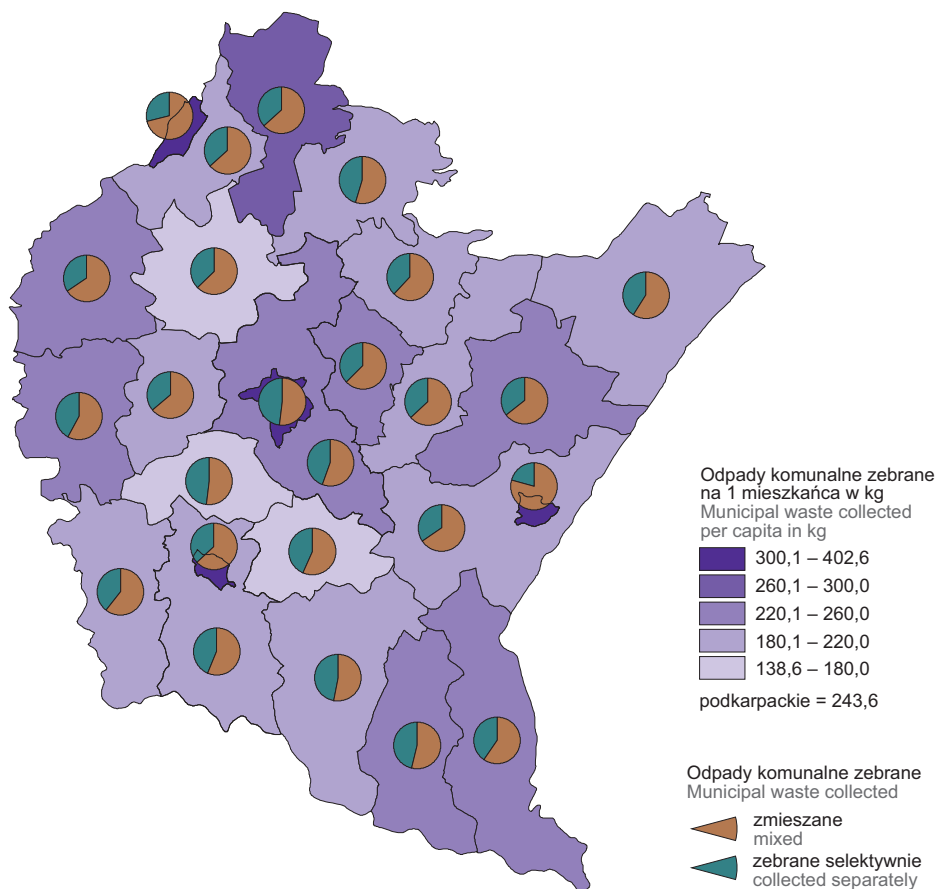 Odpady komunalne zebrane
na 1 mieszkańca w kg
Municipal waste collected
per capita in kg
300,1 – 402,6
260,1 – 300,0
220,1 – 260,0
180,1 – 220,0
138,6 – 180,0
podkarpackie = 243,6
Odpady komunalne zebrane
Municipal waste collected
zmieszane
mixed
zebrane selektywnie
collected separately